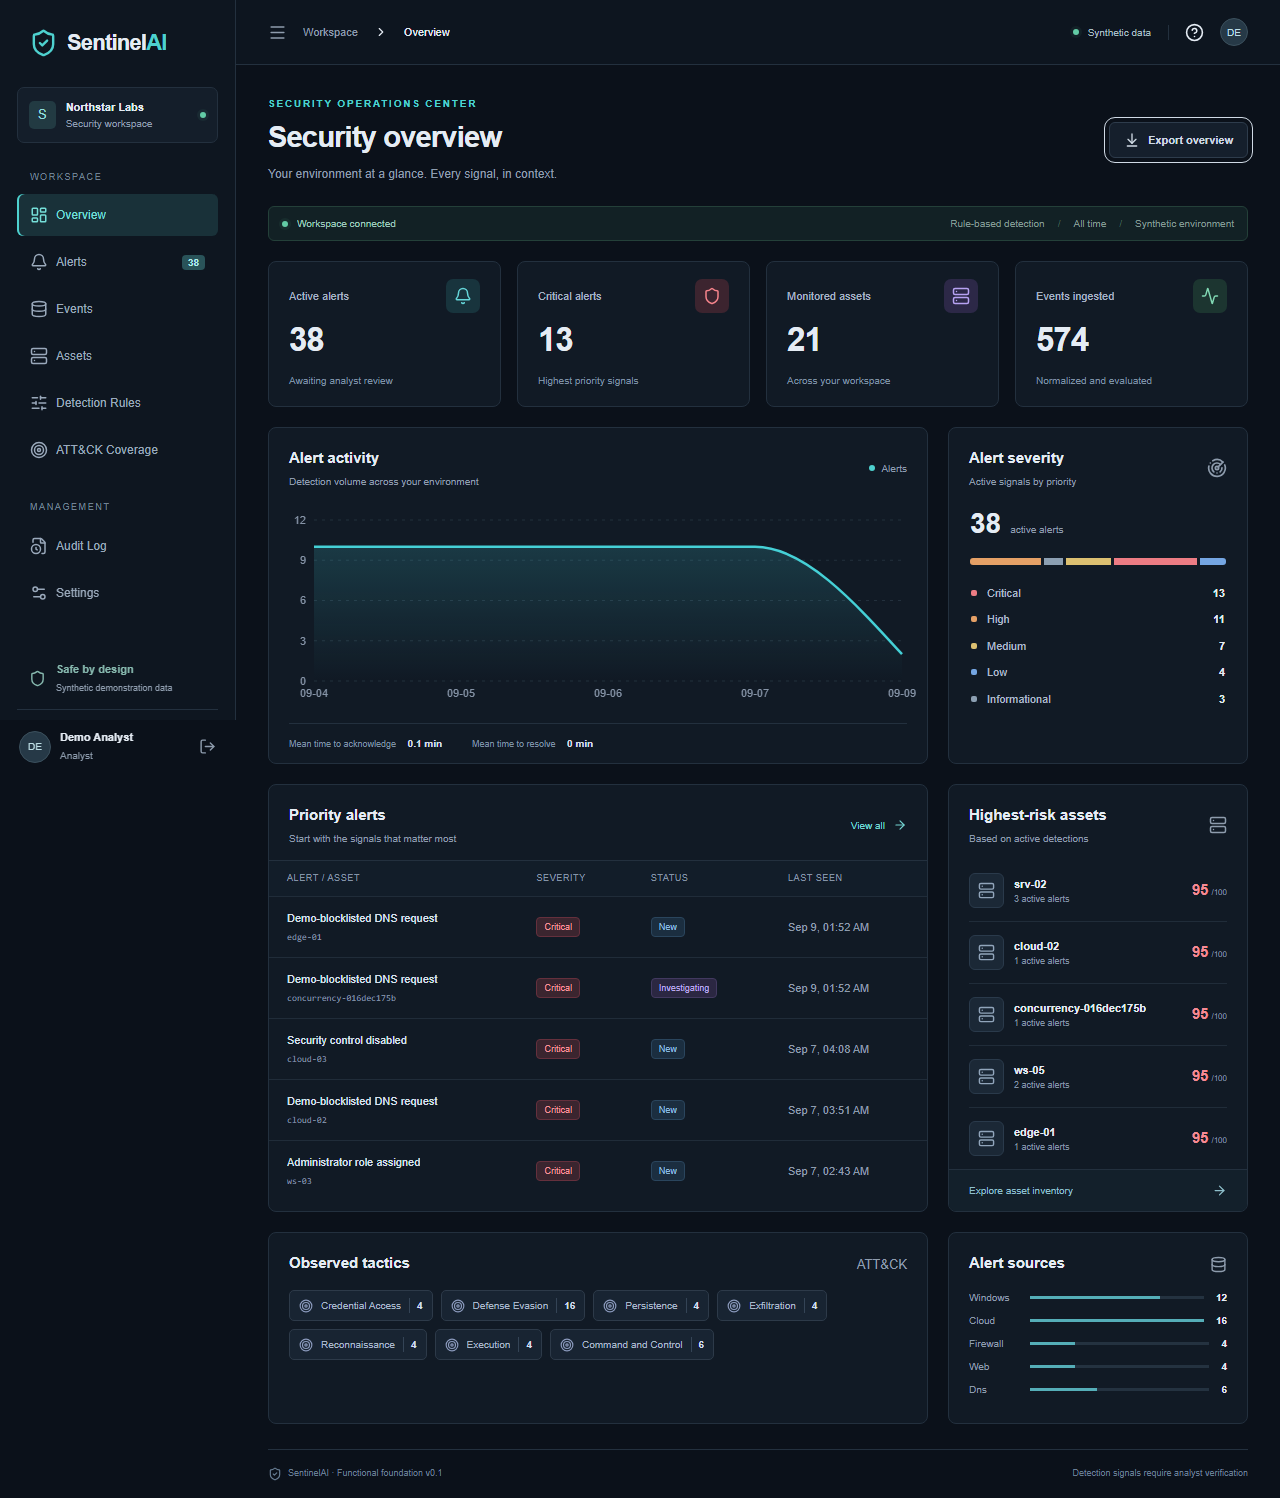 SentinelAI
S
Northstar Labs
Security workspace
WORKSPACE
Overview
Alerts
38
Events
Assets
Detection Rules
ATT&CK Coverage
MANAGEMENT
Audit Log
Settings
Safe by design
Synthetic demonstration data
DE
Demo Analyst
Analyst
Workspace
Overview
Synthetic data
DE
SECURITY OPERATIONS CENTER
Security overview
Your environment at a glance. Every signal, in context.
Export overview
Workspace connected
Rule-based detection / All time / Synthetic environment
Active alerts
38
Awaiting analyst review
Critical alerts
13
Highest priority signals
Monitored assets
21
Across your workspace
Events ingested
574
Normalized and evaluated
Alert activity
Detection volume across your environment
Alerts
12
9
6
3
0
09-04 09-05 09-06 09-07 09-09
Mean time to acknowledge 0.1 min Mean time to resolve 0 min
Alert severity
Active signals by priority
38 active alerts
Critical 13
High 11
Medium 7
Low 4
Informational 3
Priority alerts
Start with the signals that matter most
View all
ALERT / ASSET SEVERITY STATUS LAST SEEN
Demo-blocklisted DNS request
edge-01
Critical New Sep 9, 01:52 AM
Demo-blocklisted DNS request
concurrency-016dec175b
Critical Investigating Sep 9, 01:52 AM
Security control disabled
cloud-03
Critical New Sep 7, 04:08 AM
Demo-blocklisted DNS request
cloud-02
Critical New Sep 7, 03:51 AM
Administrator role assigned
ws-03
Critical New Sep 7, 02:43 AM
Highest-risk assets
Based on active detections
srv-02
3 active alerts
95 /100
cloud-02
1 active alerts
95 /100
concurrency-016dec175b
1 active alerts
95 /100
ws-05
2 active alerts
95 /100
edge-01
1 active alerts
95 /100
Explore asset inventory
Observed tactics
ATT&CK
Credential Access 4
Defense Evasion 16
Persistence 4
Exfiltration 4
Reconnaissance 4
Execution 4
Command and Control 6
Alert sources
Windows 12
Cloud 16
Firewall 4
Web 4
Dns 6
SentinelAI · Functional foundation v0.1
Detection signals require analyst verification